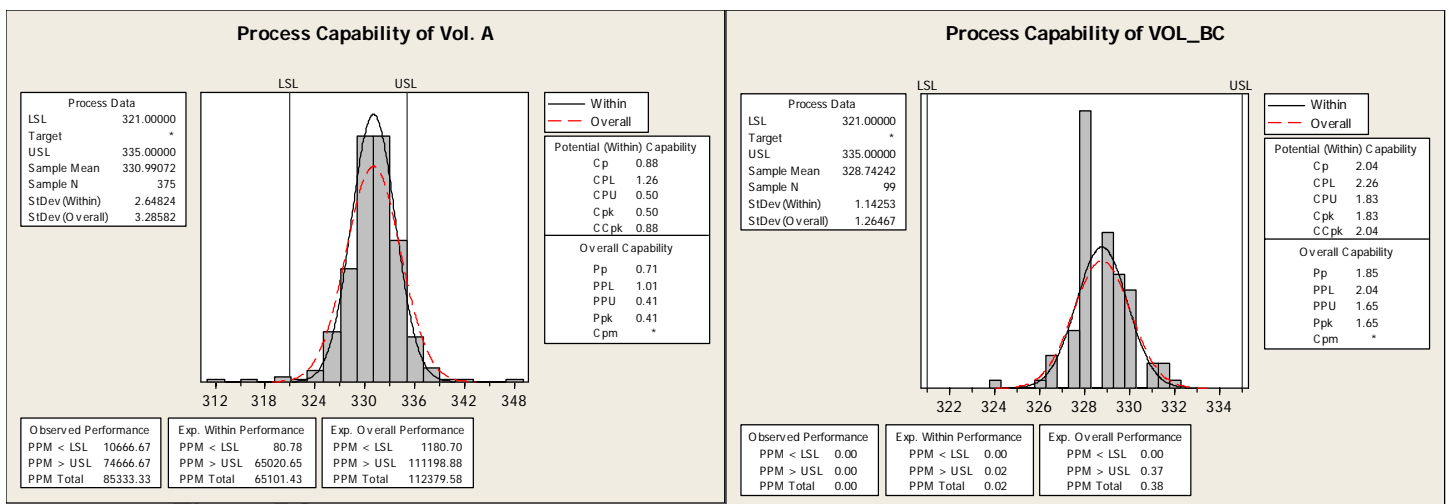 Process Capability of Vol. A
LSL USL
Process Data
LSL 321.00000
Target *
USL 335.00000
Sample Mean 330.99072
Sample N 375
StDev(Within) 2.64824
StDev(Overall) 3.28582
Within
Overall
Potential (Within) Capability
Cp 0.88
CPL 1.26
CPU 0.50
Cpk 0.50
CCpk 0.88
Overall Capability
Pp 0.71
PPL 1.01
PPU 0.41
Ppk 0.41
Cpm *
312 318 324 330 336 342 348
Observed Performance
PPM < LSL 10666.67
PPM > USL 74666.67
PPM Total 85333.33
Exp. Within Performance
PPM < LSL 80.78
PPM > USL 65020.65
PPM Total 65101.43
Exp. Overall Performance
PPM < LSL 1180.70
PPM > USL 111198.88
PPM Total 112379.58
Process Capability of VOL_BC
LSL USL
Process Data
LSL 321.00000
Target *
USL 335.00000
Sample Mean 328.74242
Sample N 99
StDev(Within) 1.14253
StDev(Overall) 1.26467
Within
Overall
Potential (Within) Capability
Cp 2.04
CPL 2.26
CPU 1.83
Cpk 1.83
CCpk 2.04
Overall Capability
Pp 1.85
PPL 2.04
PPU 1.65
Ppk 1.65
Cpm *
322 324 326 328 330 332 334
Observed Performance
PPM < LSL 0.00
PPM > USL 0.00
PPM Total 0.00
Exp. Within Performance
PPM < LSL 0.00
PPM > USL 0.02
PPM Total 0.02
Exp. Overall Performance
PPM < LSL 0.00
PPM > USL 0.37
PPM Total 0.38